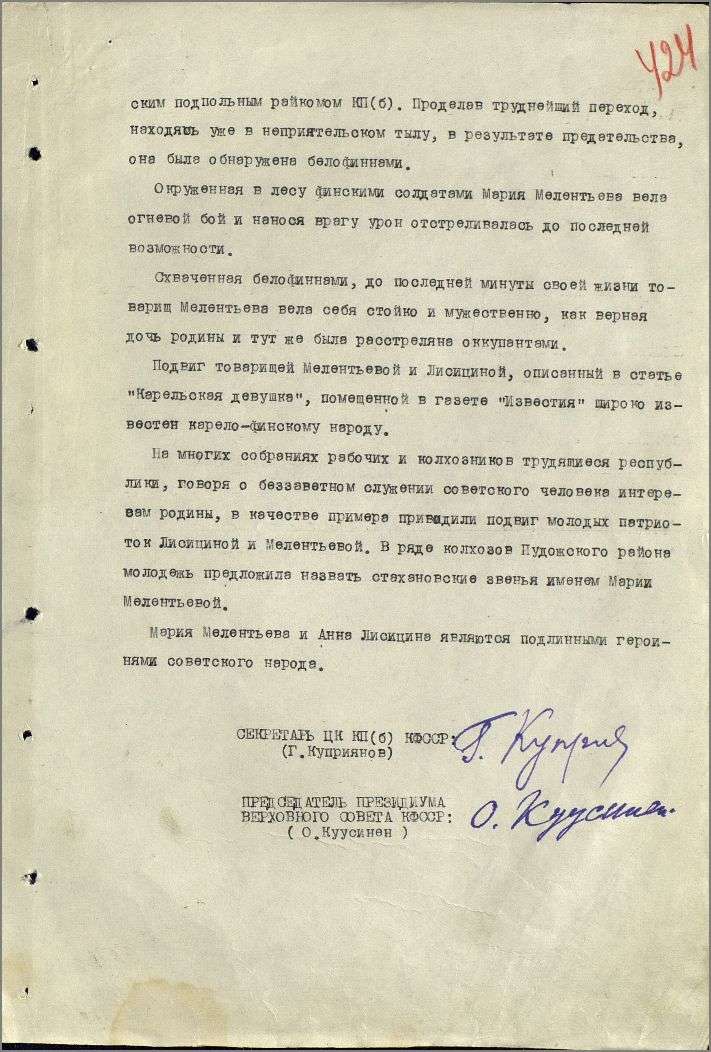 424
ским подпольным райкомом КП(б). Проделав труднейший переход,
находясь уже в неприятельском тылу, в результате предательства,
она была обнаружена белофиннами.
Окруженная в лесу финскими солдатами Мария Мелентьева вела
огневой бой и нанося врагу урон отстреливалась до последней
возможности.
Схваченная белофиннами, до последней минуты своей жизни то-
варищ Мелентьева вела себя стойко и мужественно, как верная
дочь родины и тут же была расстреляна оккупантами.
Подвиг товарищей Мелентьевой и Лисициной, описанный в статье
"Карельская девушка", помещенной в газете "Известия" широко из-
вестен карело-финскому народу.
На многих собраниях рабочих и колхозников трудящиеся респуб-
лики, говоря о беззаветном служении советского человека интере-
вам родины, в качестве примера приводили подвиг молодых патрио-
ток Лисициной и Мелентьевой. В ряде колхозов Пудожского района
молодежь предложила назвать стахановские звенья именем Марии
Мелентьевой.
Мария Мелентьева и Анна Лисицина являются подлинными герои-
нями советского народа.
СЕКРЕТАРЬ ЦК КП(б) КФССР: Г. Куприя
(Г.Куприянов)
ПРЕДСЕДАТЕЛЬ ПРЕЗИДИУМА
ВЕРХОВНОГО СОВЕТА КФССР: О. Куусинен.
( О.Куусинен )